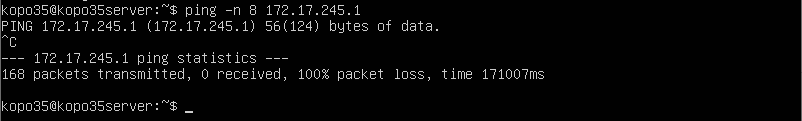 kopo35@kopo35server:~$ ping -n 8 172.17.245.1
PING 172.17.245.1 (172.17.245.1) 56(124) bytes of data.
^C
--- 172.17.245.1 ping statistics ---
168 packets transmitted, 0 received, 100% packet loss, time 171007ms
kopo35@kopo35server:~$ _